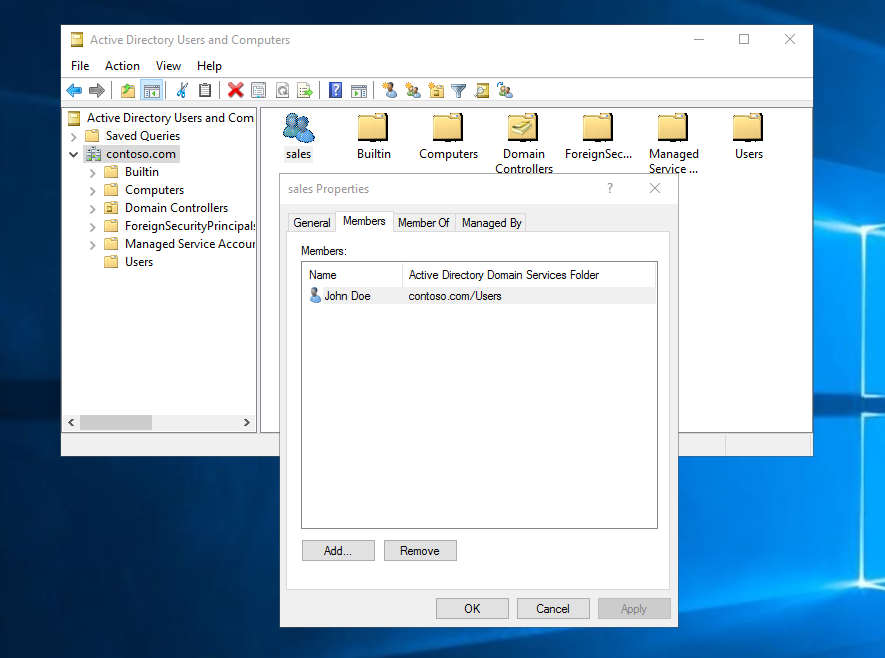 Active Directory Users and Computers
File Action View Help
Active Directory Users and Com
Saved Queries
contoso.com
Builtin
Computers
Domain Controllers
ForeignSecurityPrincipals
Managed Service Accour
Users
sales
Builtin
Computers
Domain
Controllers
ForeignSec...
Managed
Service ...
Users
sales Properties
?
General Members Member Of Managed By
Members:
Name Active Directory Domain Services Folder
John Doe contoso.com/Users
Add... Remove
OK Cancel Apply